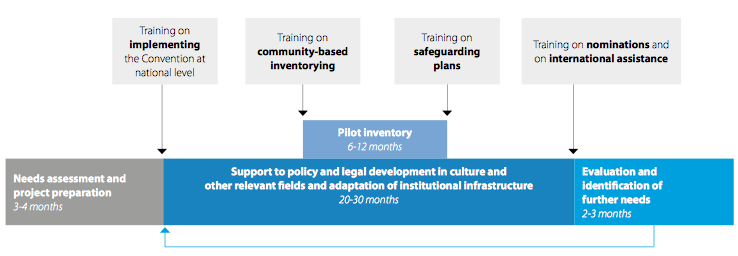 Training on
implementing
the Convention at
national level
Training on
community-based
inventorying
Training on
safeguarding
plans
Training on nominations and
on international assistance
Pilot inventory
6-12 months
Needs assessment and
project preparation
3-4 months
Support to policy and legal development in culture and
other relevant fields and adaptation of institutional infrastructure
20-30 months
Evaluation and
identification of
further needs
2-3 months